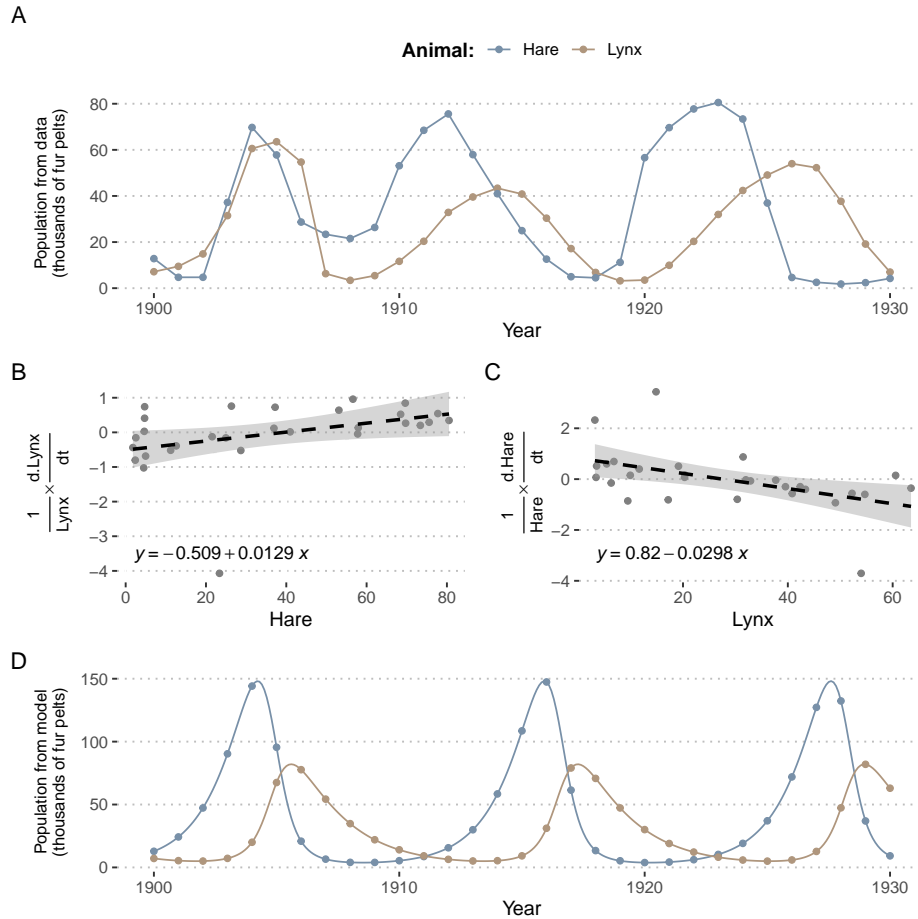 A
Animal: Hare Lynx
Population from data
(thousands of fur pelts)
80
60
40
20
0
1900 1910 1920 1930
Year
B
1/Lynx × d.Lynx/dt
1
0
−1
−2
−3
−4
y = −0.509 + 0.0129 x
0 20 40 60 80
Hare
C
1/Hare × d.Hare/dt
2
0
−2
−4
y = 0.82 − 0.0298 x
20 40 60
Lynx
D
Population from model
(thousands of fur pelts)
150
100
50
0
1900 1910 1920 1930
Year